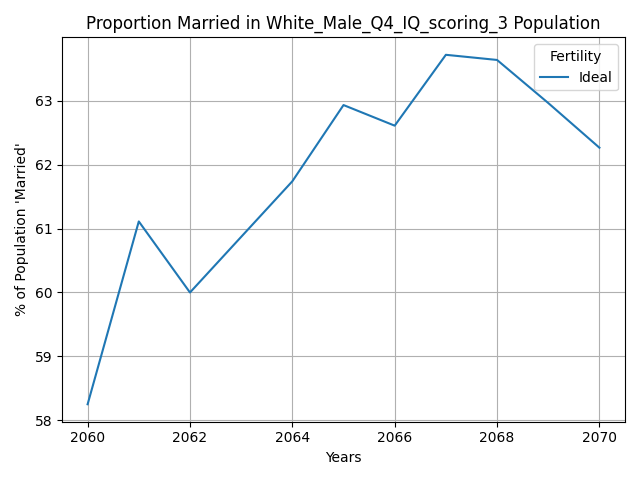 Proportion Married in White_Male_Q4_IQ_scoring_3 Population
Fertility
Ideal
% of Population 'Married'
63
62
61
60
59
58
2060
2062
2064
2066
2068
2070
Years